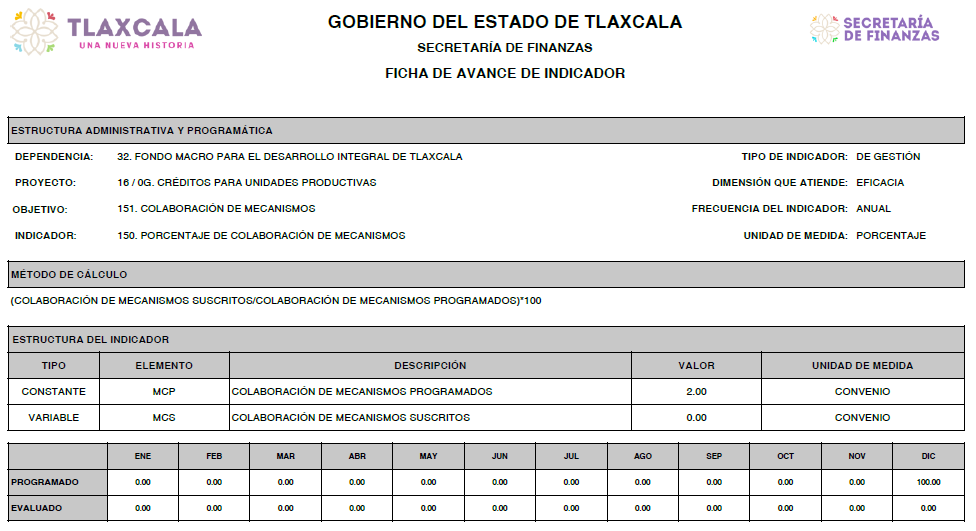 TLAXCALA
UNA NUEVA HISTORIA
GOBIERNO DEL ESTADO DE TLAXCALA
SECRETARÍA DE FINANZAS
FICHA DE AVANCE DE INDICADOR
SECRETARÍA
DE FINANZAS
ESTRUCTURA ADMINISTRATIVA Y PROGRAMÁTICA
DEPENDENCIA: 32. FONDO MACRO PARA EL DESARROLLO INTEGRAL DE TLAXCALA TIPO DE INDICADOR: DE GESTIÓN
PROYECTO: 16 / 0G. CRÉDITOS PARA UNIDADES PRODUCTIVAS DIMENSIÓN QUE ATIENDE: EFICACIA
OBJETIVO: 151. COLABORACIÓN DE MECANISMOS FRECUENCIA DEL INDICADOR: ANUAL
INDICADOR: 150. PORCENTAJE DE COLABORACIÓN DE MECANISMOS UNIDAD DE MEDIDA: PORCENTAJE
MÉTODO DE CÁLCULO
(COLABORACIÓN DE MECANISMOS SUSCRITOS/COLABORACIÓN DE MECANISMOS PROGRAMADOS)*100
ESTRUCTURA DEL INDICADOR
TIPO ELEMENTO DESCRIPCIÓN VALOR UNIDAD DE MEDIDA
CONSTANTE MCP COLABORACIÓN DE MECANISMOS PROGRAMADOS 2.00 CONVENIO
VARIABLE MCS COLABORACIÓN DE MECANISMOS SUSCRITOS 0.00 CONVENIO
ENE FEB MAR ABR MAY JUN JUL AGO SEP OCT NOV DIC
PROGRAMADO 0.00 0.00 0.00 0.00 0.00 0.00 0.00 0.00 0.00 0.00 0.00 100.00
EVALUADO 0.00 0.00 0.00 0.00 0.00 0.00 0.00 0.00 0.00 0.00 0.00 0.00